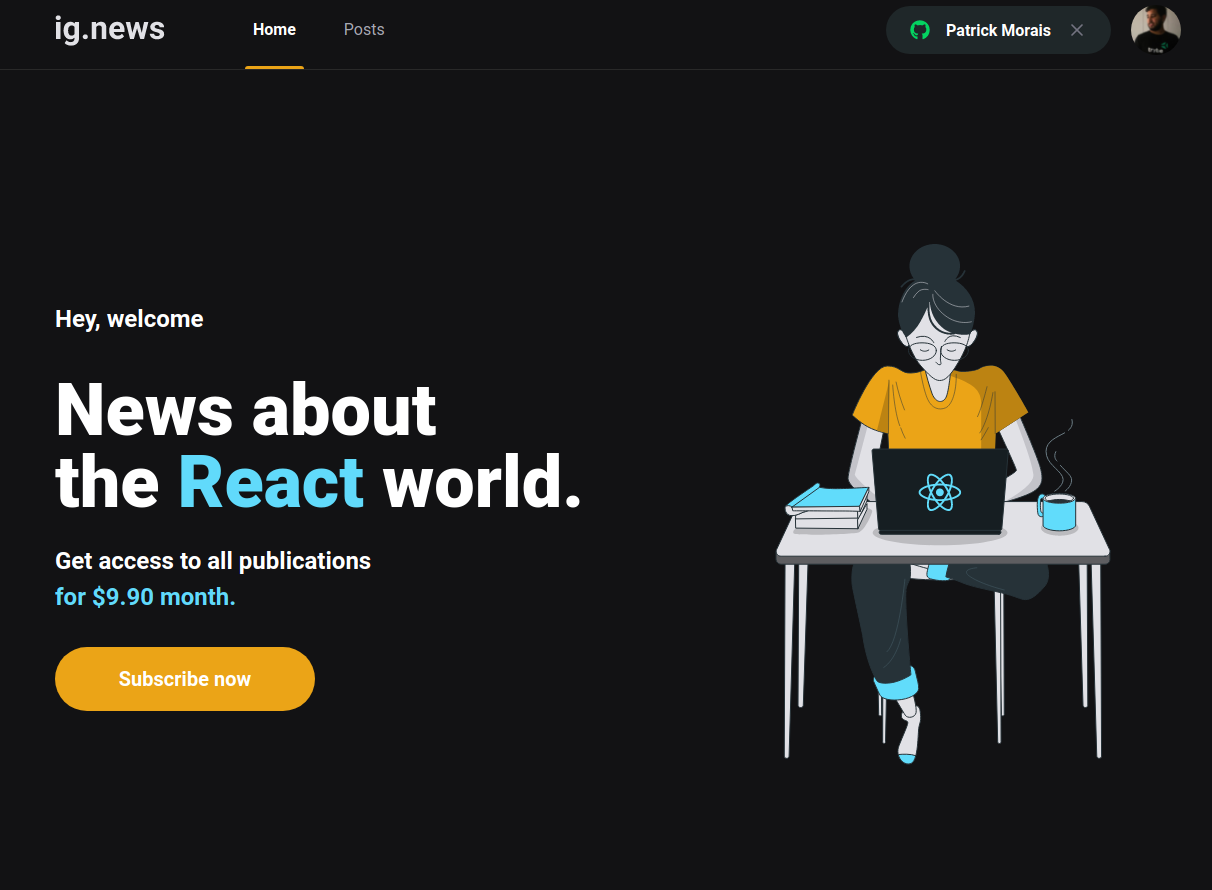 ig.news
Home
Posts
Patrick Morais
Hey, welcome
News about
the React world.
Get access to all publications
for $9.90 month.
Subscribe now